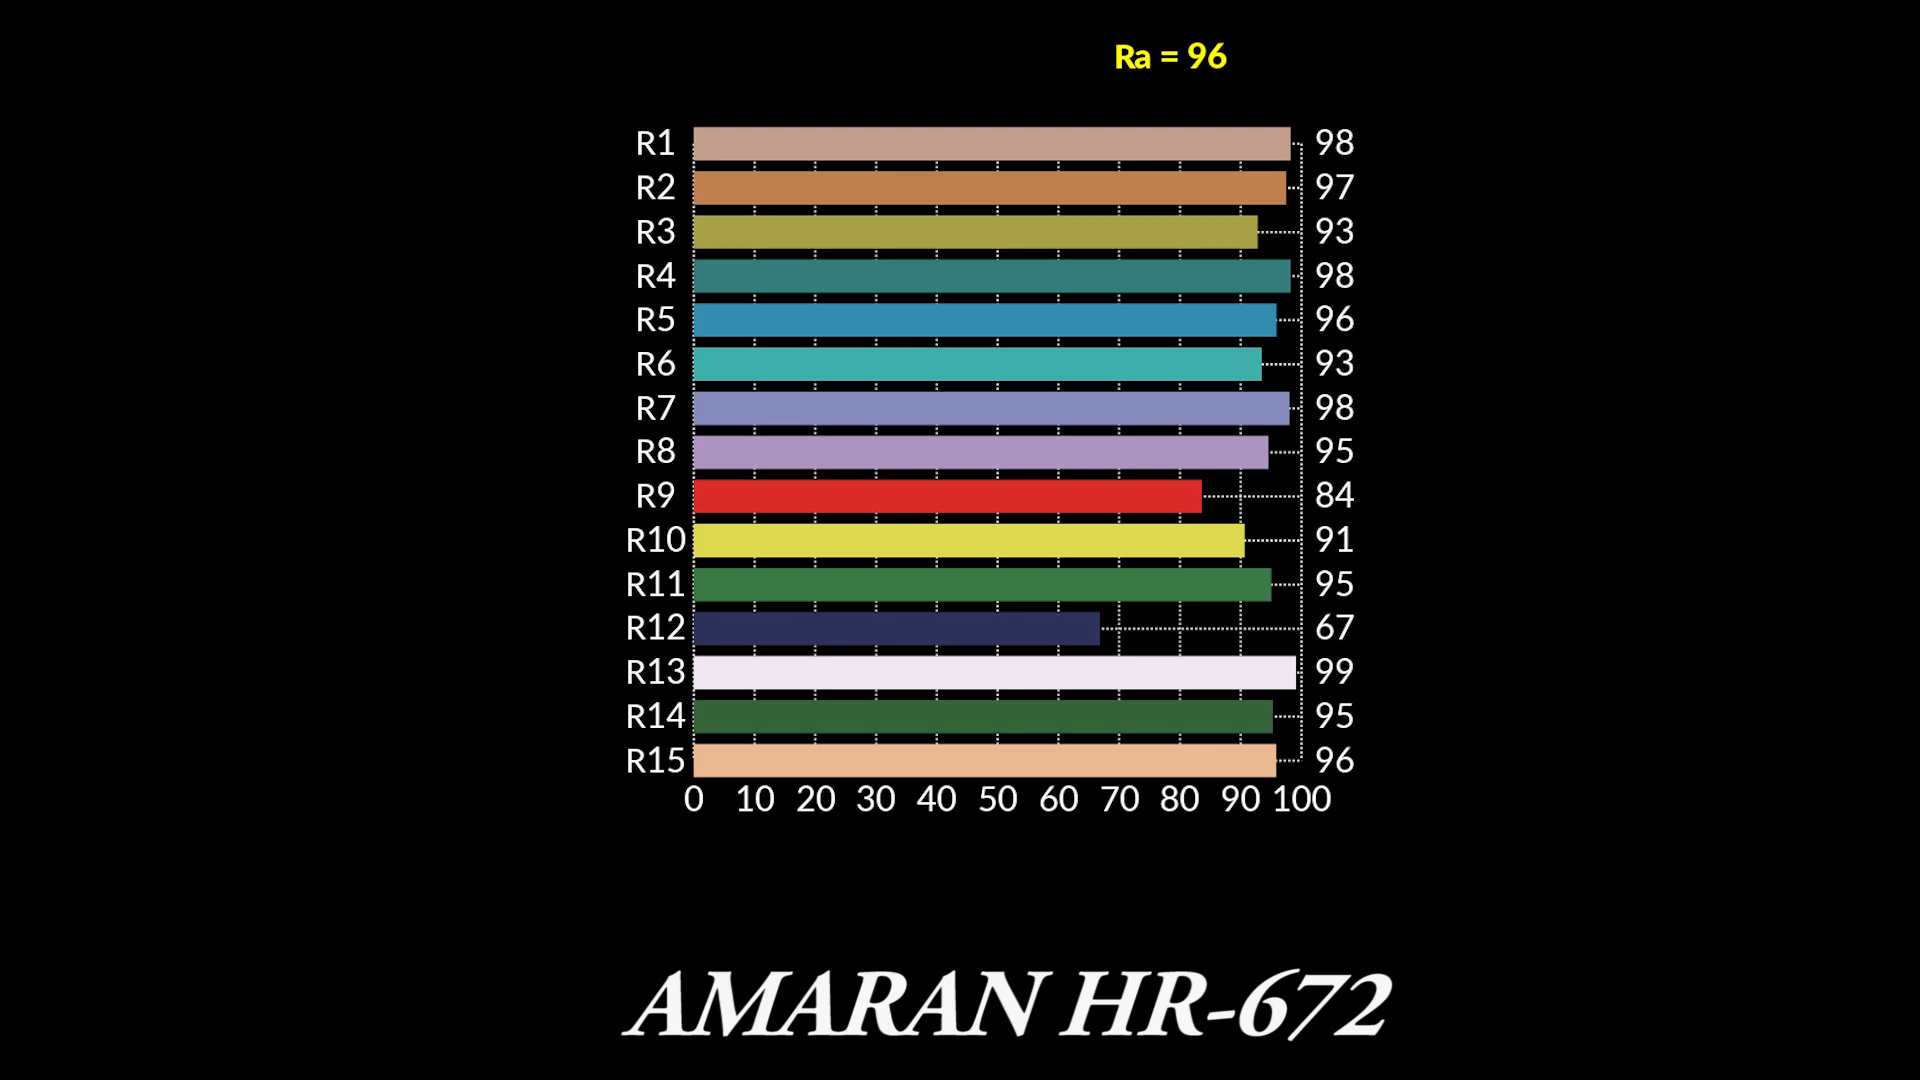 Ra = 96
R1 98
R2 97
R3 93
R4 98
R5 96
R6 93
R7 98
R8 95
R9 84
R10 91
R11 95
R12 67
R13 99
R14 95
R15 96
0 10 20 30 40 50 60 70 80 90 100
AMARAN HR-672